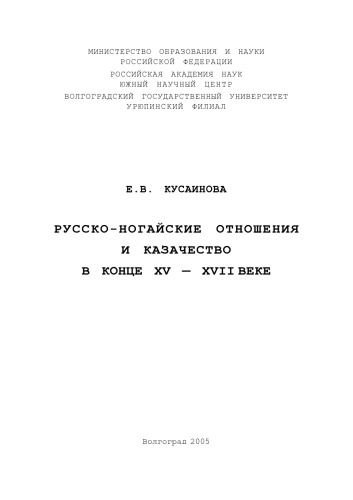 МИНИСТЕРСТВО ОБРАЗОВАНИЯ И НАУКИ
РОССИЙСКОЙ ФЕДЕРАЦИИ
РОССИЙСКАЯ АКАДЕМИЯ НАУК
ЮЖНЫЙ НАУЧНЫЙ ЦЕНТР
ВОЛГОГРАДСКИЙ ГОСУДАРСТВЕННЫЙ УНИВЕРСИТЕТ
УРЮПИНСКИЙ ФИЛИАЛ
Е.В. КУСАИНОВА
РУССКО-НОГАЙСКИЕ ОТНОШЕНИЯ
И КАЗАЧЕСТВО
В КОНЦЕ XV — XVII ВЕКЕ
Волгоград 2005